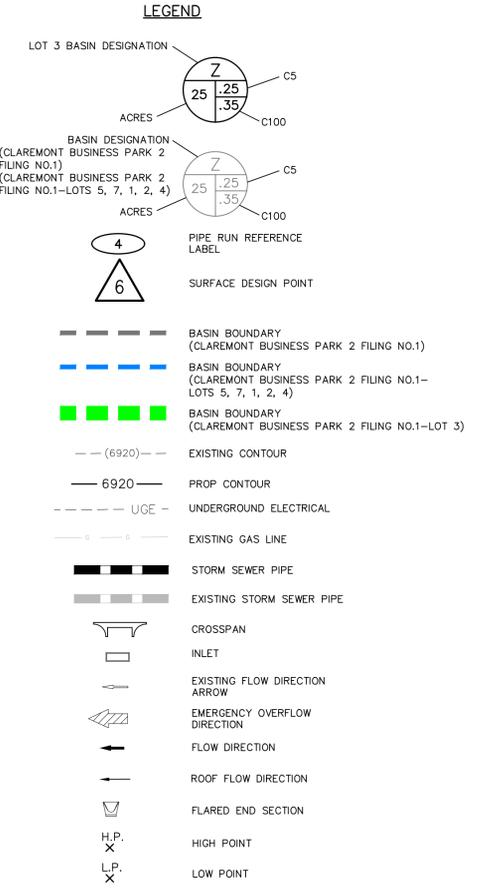 LEGEND
LOT 3 BASIN DESIGNATION
Z
25
.25
.35
C5
ACRES
C100
BASIN DESIGNATION
(CLAREMONT BUSINESS PARK 2
FILING NO.1)
(CLAREMONT BUSINESS PARK 2
FILING NO.1-LOTS 5, 7, 1, 2, 4)
Z
25
.25
.35
C5
ACRES
C100
4
PIPE RUN REFERENCE
LABEL
6
SURFACE DESIGN POINT
BASIN BOUNDARY
(CLAREMONT BUSINESS PARK 2 FILING NO.1)
BASIN BOUNDARY
(CLAREMONT BUSINESS PARK 2 FILING NO.1-
LOTS 5, 7, 1, 2, 4)
BASIN BOUNDARY
(CLAREMONT BUSINESS PARK 2 FILING NO.1-LOT 3)
(6920)
EXISTING CONTOUR
6920
PROP CONTOUR
UGE
UNDERGROUND ELECTRICAL
G G
EXISTING GAS LINE
STORM SEWER PIPE
EXISTING STORM SEWER PIPE
CROSSPAN
INLET
EXISTING FLOW DIRECTION
ARROW
EMERGENCY OVERFLOW
DIRECTION
FLOW DIRECTION
ROOF FLOW DIRECTION
FLARED END SECTION
H.P.
HIGH POINT
L.P.
LOW POINT